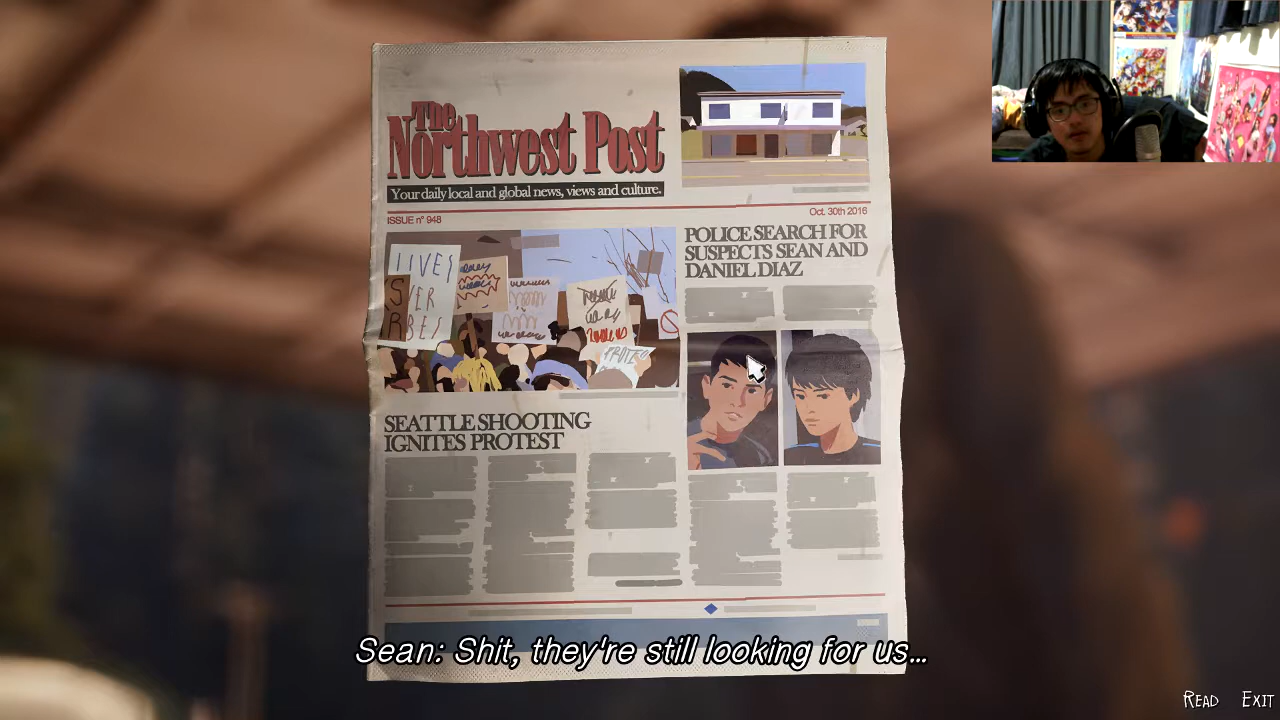 The
Northwest Post
Your daily local and global news, views and culture.
ISSUE n° 948
Oct. 30th 2016
POLICE SEARCH FOR
SUSPECTS SEAN AND
DANIEL DIAZ
LIVES
SEATTLE SHOOTING
IGNITES PROTEST
Sean: Shit, they're still looking for us...
READ EXIT